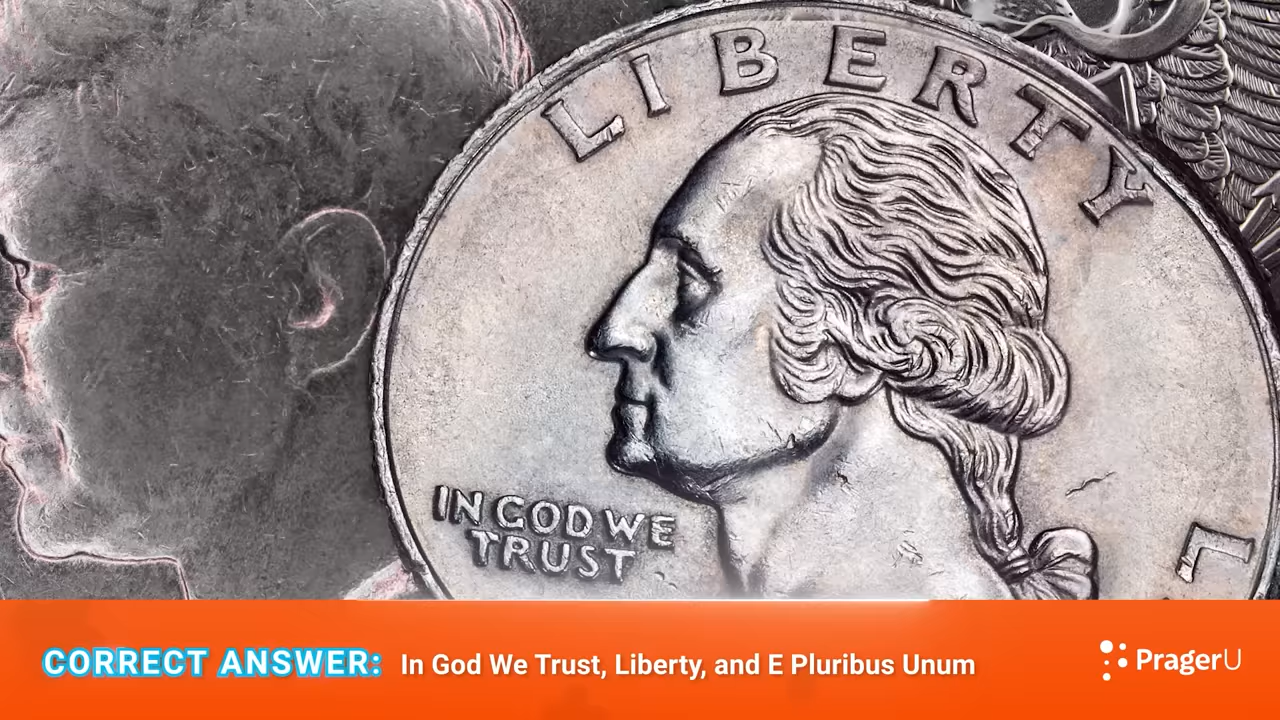 LIBERTY
IN GOD WE
TRUST
L
CORRECT ANSWER: In God We Trust, Liberty, and E Pluribus Unum
PragerU